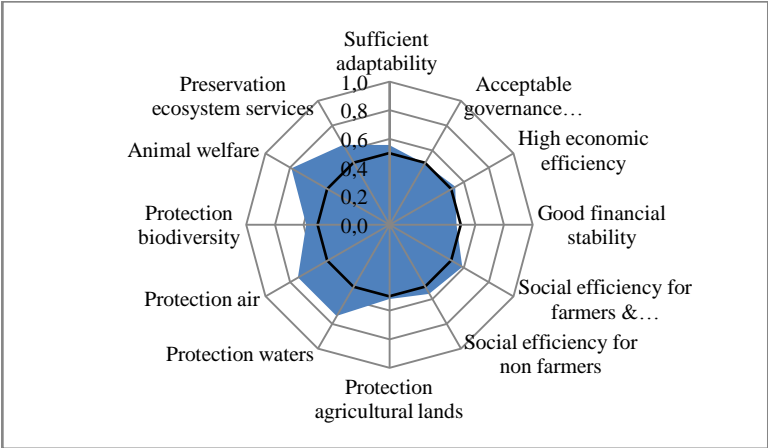 Sufficient
adaptability
Acceptable
governance…
High economic
efficiency
Good financial
stability
Social efficiency for
farmers &…
Social efficiency for
non farmers
Protection
agricultural lands
Protection waters
Protection air
Protection
biodiversity
Animal welfare
Preservation
ecosystem services
1,0
0,8
0,6
0,4
0,2
0,0